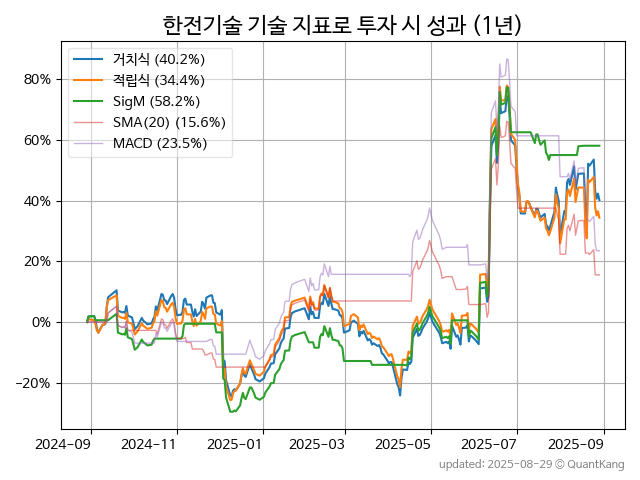 한전기술 기술 지표로 투자 시 성과 (1년)
거치식 (40.2%)
적립식 (34.4%)
SigM (58.2%)
SMA(20) (15.6%)
MACD (23.5%)
80%
60%
40%
20%
0%
−20%
2024-09 2024-11 2025-01 2025-03 2025-05 2025-07 2025-09
updated: 2025-08-29 © QuantKang